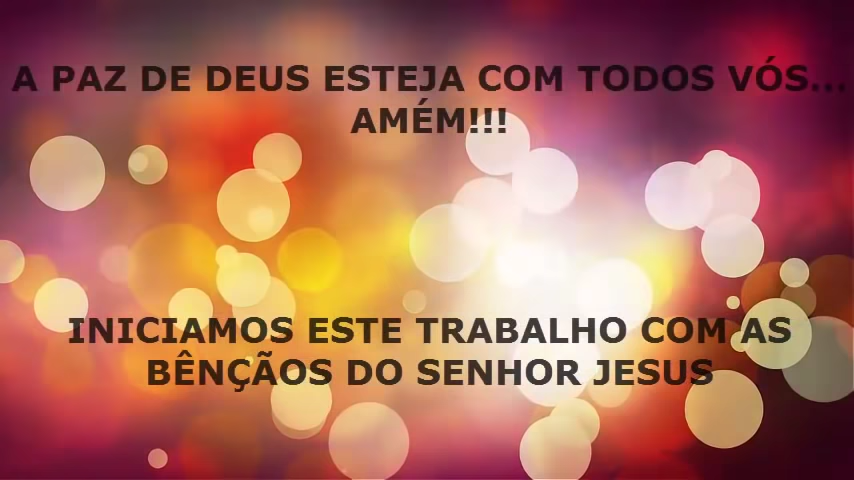 A PAZ DE DEUS ESTEJA COM TODOS VÓS...
AMÉM!!!
INICIAMOS ESTE TRABALHO COM AS
BÊNÇÃOS DO SENHOR JESUS